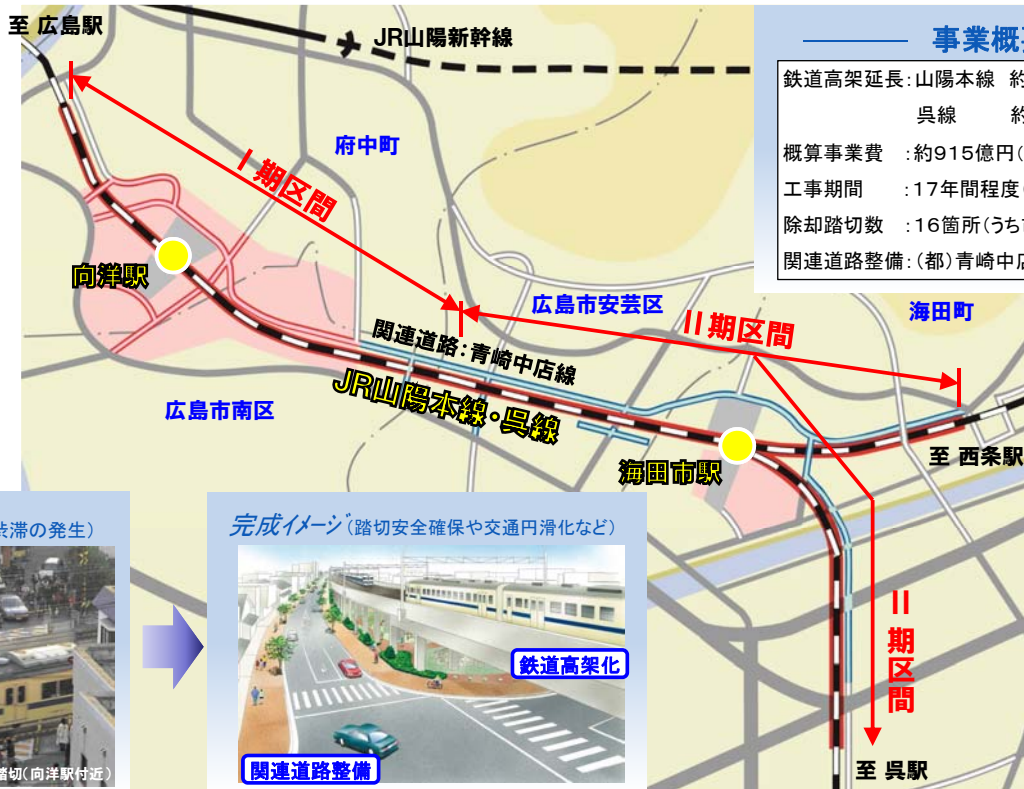 至 広島駅
JR山陽新幹線
事業概
鉄道高架延長:山陽本線 約
呉線 約
概算事業費 :約915億円(
工事期間 :17年間程度
除却踏切数 :16箇所(うち
関連道路整備:(都)青崎中店
府中町
Ⅰ期区間
向洋駅
広島市安芸区
海田町
Ⅱ期区間
関連道路:青崎中店線
JR山陽本線・呉線
広島市南区
海田市駅
至 西条駅
渋滞の発生)
踏切(向洋駅付近)
完成イメージ(踏切安全確保や交通円滑化など)
鉄道高架化
関連道路整備
Ⅱ期区間
至 呉駅